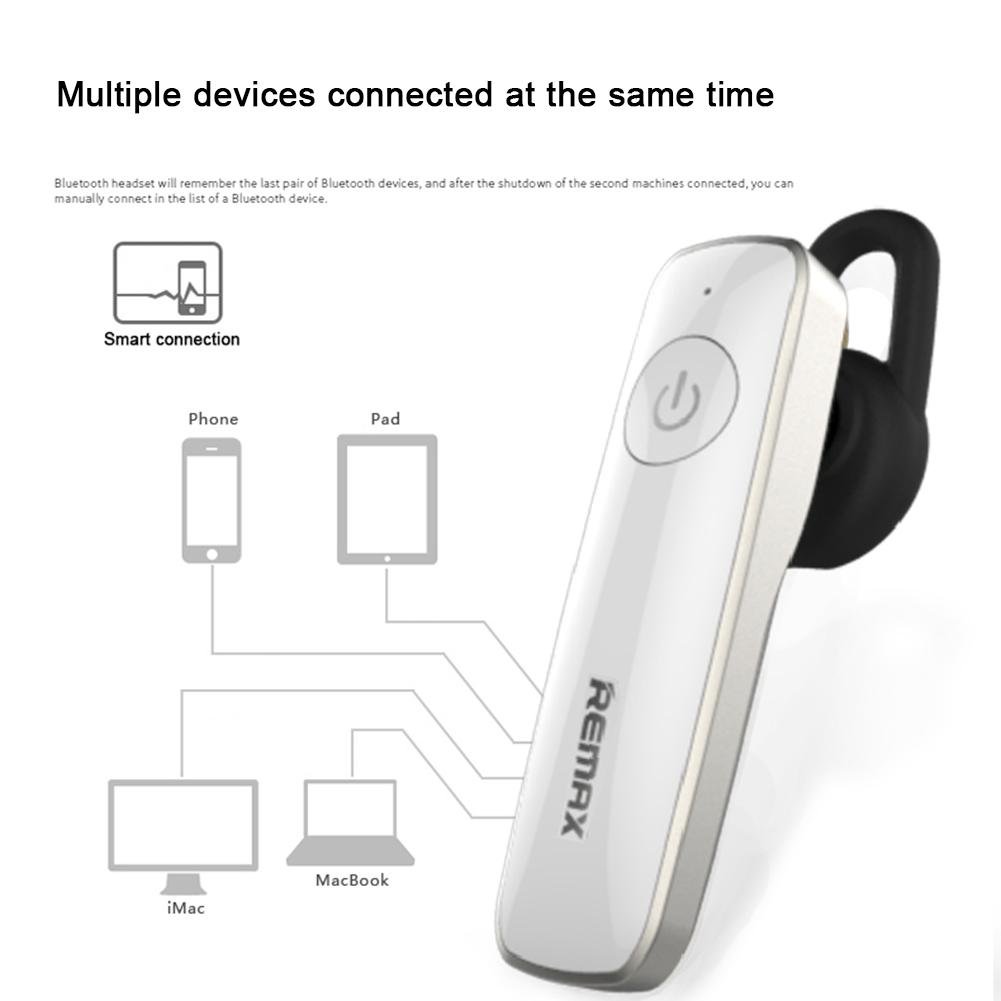 Multiple devices connected at the same time
Bluetooth headset will remember the last pair of Bluetooth devices, and after the shutdown of the second machines connected, you can
manually connect in the list of a Bluetooth device.
Smart connection
Phone
Pad
REMAX
MacBook
iMac